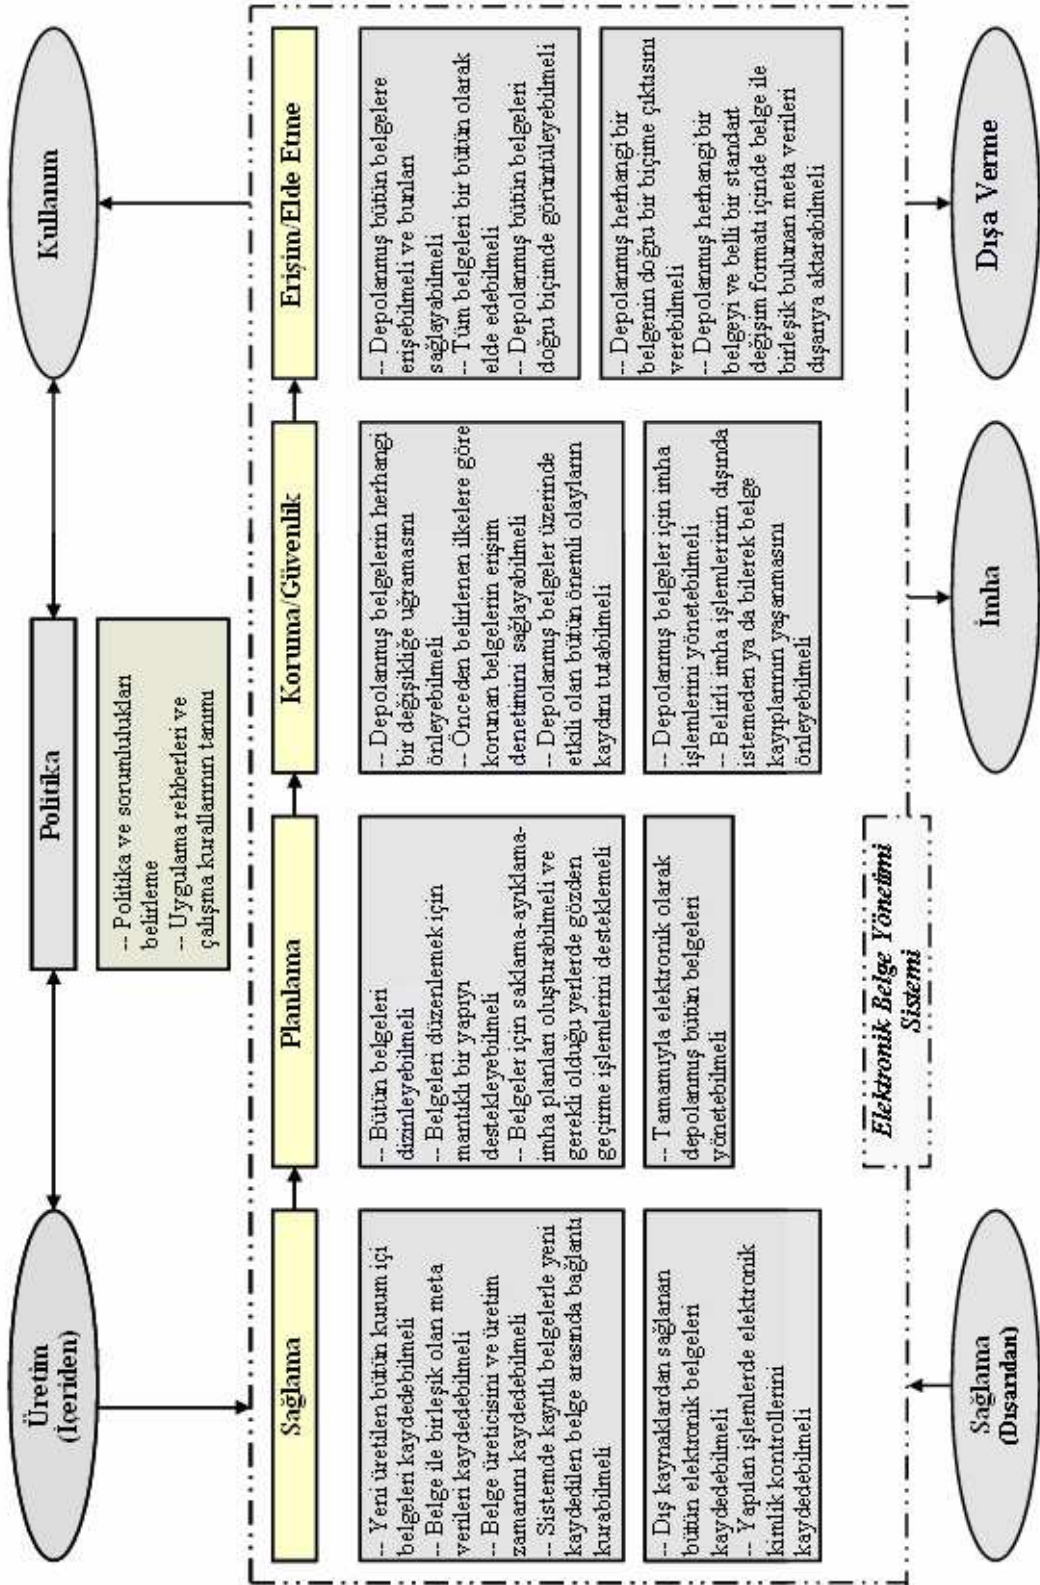 Üretim
(İçeriden)
Politika
Kullanım
-- Politika ve sorumlulukları
belirleme
-- Uygulama rehberleri ve
çalışma kurallarının tanımı
Sağlama
Planlama
Koruma/Güvenlik
Erişin/Elde Etme
-- Yeni üretilen bütün kurum içi
belgeleri kaydedebilmeli
-- Belge ile birleşik olan meta
verileri kaydedebilmeli
-- Belge üreticisini ve üretim
zamanını kaydedebilmeli
-- Sistemde kayıtlı belgelerle yeni
kaydedilen belge arasında bağlantı
kurabilmeli
-- Dış kaynaklardan sağlanan
bütün elektronik belgeleri
kaydedebilmeli
-- Yapılan işlemlerde elektronik
kimlik kontrollerini
kaydedebilmeli
-- Bütün belgeleri
dizinleyebilmeli
-- Belgeleri düzenlemek için
mantıklı bir yapıyı
destekleyebilmeli
-- Belgeler için saklama-ayıklama-
imha planları oluşturabilmeli ve
gerekli olduğu yerlerde gözden
geçirme işlemlerini desteklemeli
-- Tamamıyla elektronik olarak
depolanmış bütün belgeleri
yönetebilmeli
-- Depolanmış belgelerin herhangi
bir değişikliğe uğramasını
önleyebilmeli
-- Önceden belirlenen ilkelere göre
korunan belgelerin erişim
denetimini sağlayabilmeli
-- Depolanmış belgeler üzerinde
etkili olan bütün önemli olayların
kaydını tutabilmeli
-- Depolanmış belgeler için imha
işlemlerini yönetebilmeli
-- Belirli imha işlemlerinin dışında
istemeden ya da bilerek belge
kayıplarının yaşanmasını
önleyebilmeli
-- Depolanmış bütün belgelere
erişebilmeli ve bunları
sağlayabilmeli
-- Tüm belgeleri bir bütün olarak
elde edebilmeli
-- Depolanmış bütün belgeleri
doğru biçimde görüntüleyebilmeli
-- Depolanmış herhangi bir
belgenin doğru bir biçime çıktısını
verebilmeli
-- Depolanmış herhangi bir
belgeyi ve belli bir standart
değişim formatı içinde belge ile
birleşik bulunan meta verileri
dışarıya aktarabilmeli
Elektronik Belge Yönetimi
Sistemi
Sağlama
(Dışarıdan)
İmha
Dışa Verme